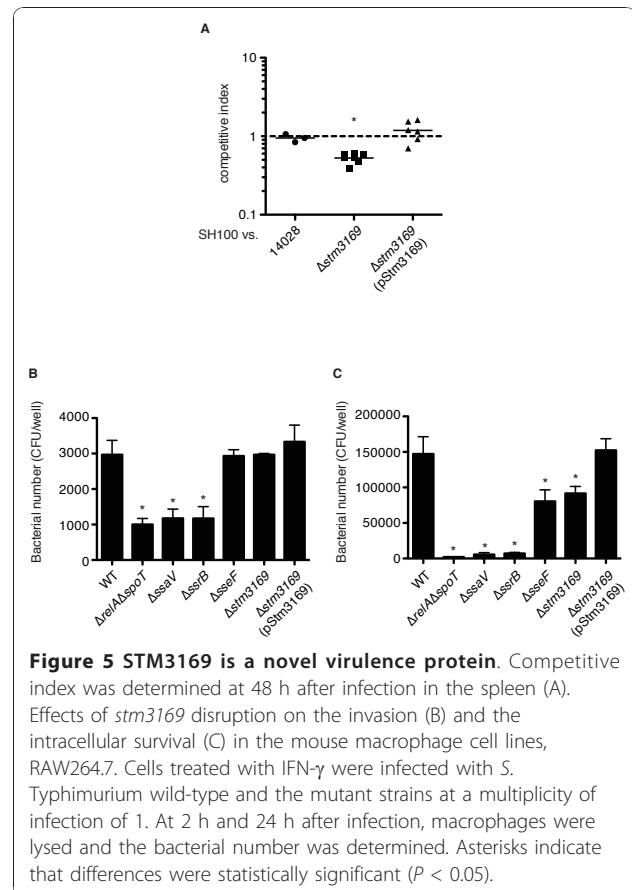 A
10
1
0.1
competitive index
*
SH100 vs.
14028
Δstm3169
Δstm3169
(pStm3169)
B
Bacterial number (CFU/well)
4000
3000
2000
1000
0
* * *
WT
ΔrelAΔspoT
ΔssaV
ΔssrB
ΔsseF
Δstm3169
Δstm3169
(pStm3169)
C
Bacterial number (CFU/well)
200000
150000
100000
50000
0
* * * * *
WT
ΔrelAΔspoT
ΔssaV
ΔssrB
ΔsseF
Δstm3169
Δstm3169
(pStm3169)
Figure 5 STM3169 is a novel virulence protein. Competitive
index was determined at 48 h after infection in the spleen (A).
Effects of stm3169 disruption on the invasion (B) and the
intracellular survival (C) in the mouse macrophage cell lines,
RAW264.7. Cells treated with IFN-γ were infected with S.
Typhimurium wild-type and the mutant strains at a multiplicity of
infection of 1. At 2 h and 24 h after infection, macrophages were
lysed and the bacterial number was determined. Asterisks indicate
that differences were statistically significant (P < 0.05).